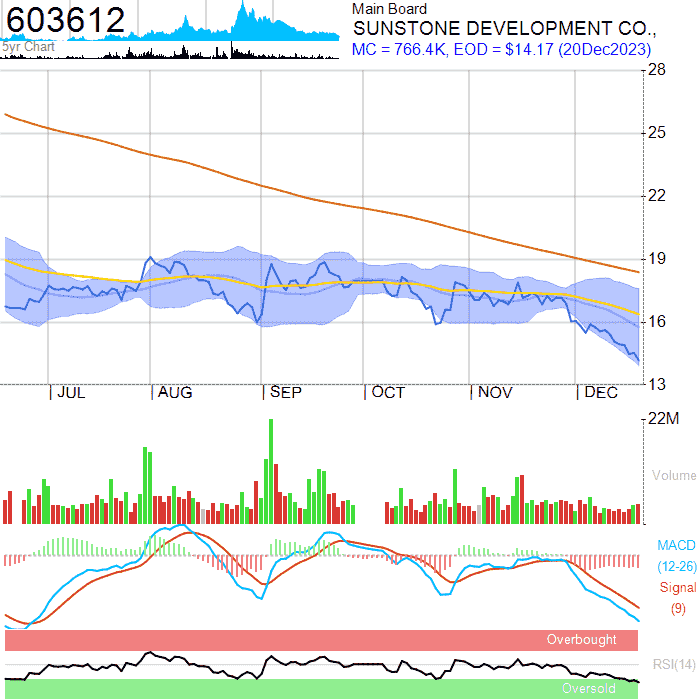 603612
5yr Chart
Main Board
SUNSTONE DEVELOPMENT CO.,
MC = 766.4K, EOD = $14.17 (20Dec2023)
28
25
22
19
16
13
JUL AUG SEP OCT NOV DEC
22M
Volume
MACD
(12-26)
Signal
(9)
Overbought
RSI(14)
Oversold